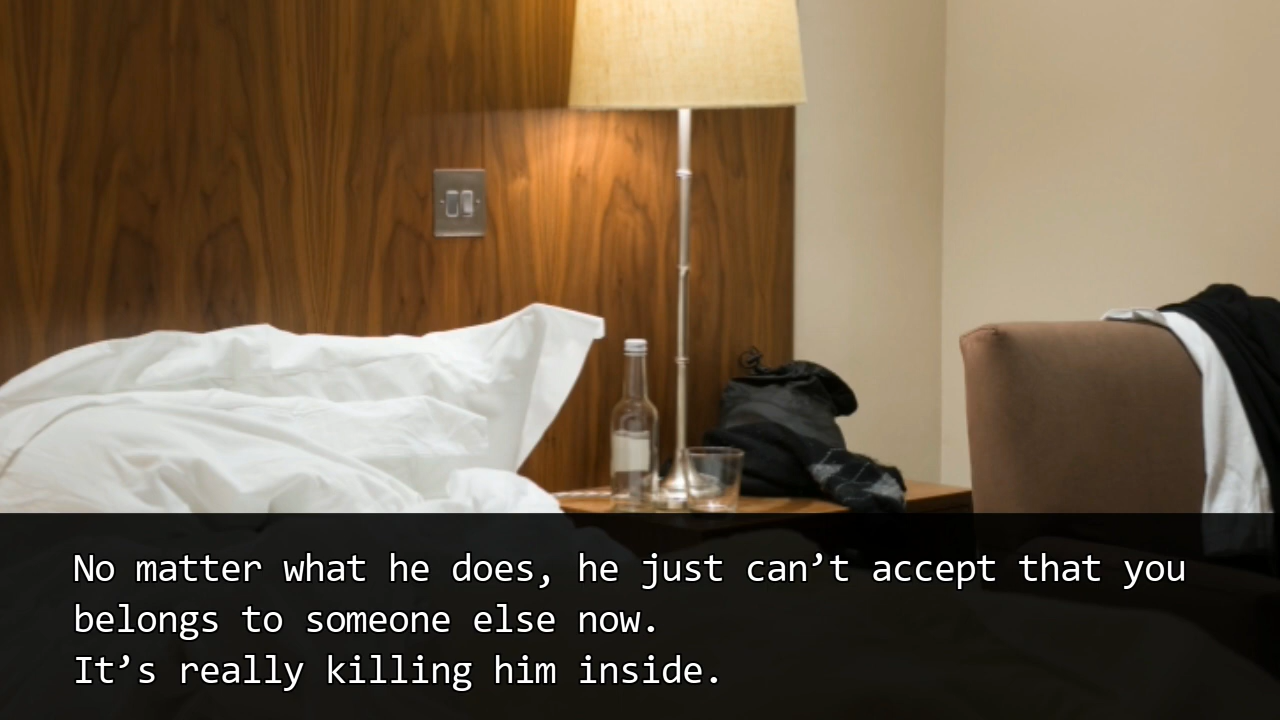 No matter what he does, he just can’t accept that you
belongs to someone else now.
It’s really killing him inside.